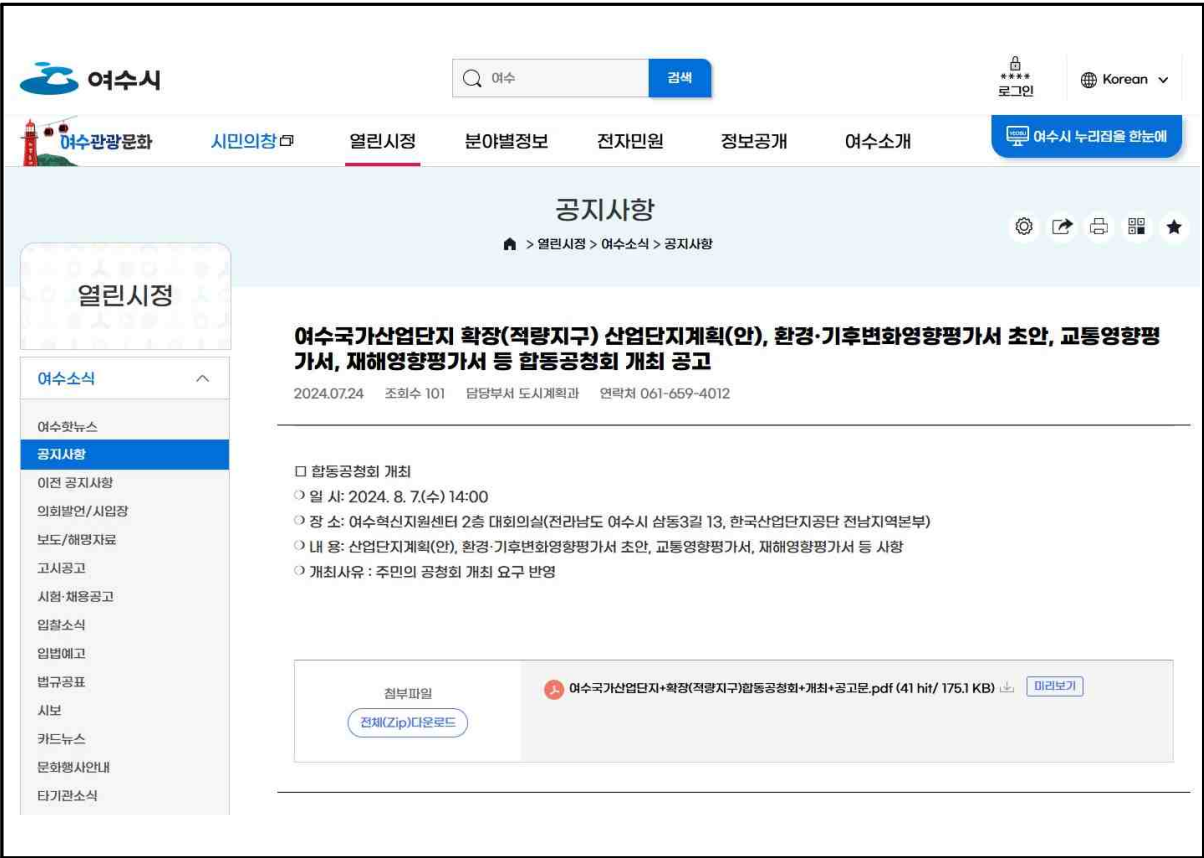 여수시
여수
검색
****
로그인
Korean
여수관광문화
시민의창
열린시정
분야별정보
전자민원
정보공개
여수소개
여수시 누리집을 한눈에
공지사항
> 열린시정 > 여수소식 > 공지사항
열린시정
여수소식
여수핫뉴스
공지사항
이전 공지사항
의회발언/시입장
보도/해명자료
고시공고
시험·채용공고
입찰소식
입법예고
법규공표
시보
카드뉴스
문화행사안내
타기관소식
여수국가산업단지 확장(적량지구) 산업단지계획(안), 환경·기후변화영향평가서 초안, 교통영향평
가서, 재해영향평가서 등 합동공청회 개최 공고
2024.07.24 조회수 101 담당부서 도시계획과 연락처 061-659-4012
□ 합동공청회 개최
❍ 일 시: 2024. 8. 7.(수) 14:00
❍ 장 소: 여수혁신지원센터 2층 대회의실(전라남도 여수시 삼동3길 13, 한국산업단지공단 전남지역본부)
❍ 내 용: 산업단지계획(안), 환경·기후변화영향평가서 초안, 교통영향평가서, 재해영향평가서 등 사항
❍ 개최사유 : 주민의 공청회 개최 요구 반영
첨부파일
전체(Zip)다운로드
여수국가산업단지+확장(적량지구)합동공청회+개최+공고문.pdf (41 hit/ 175.1 KB)
미리보기